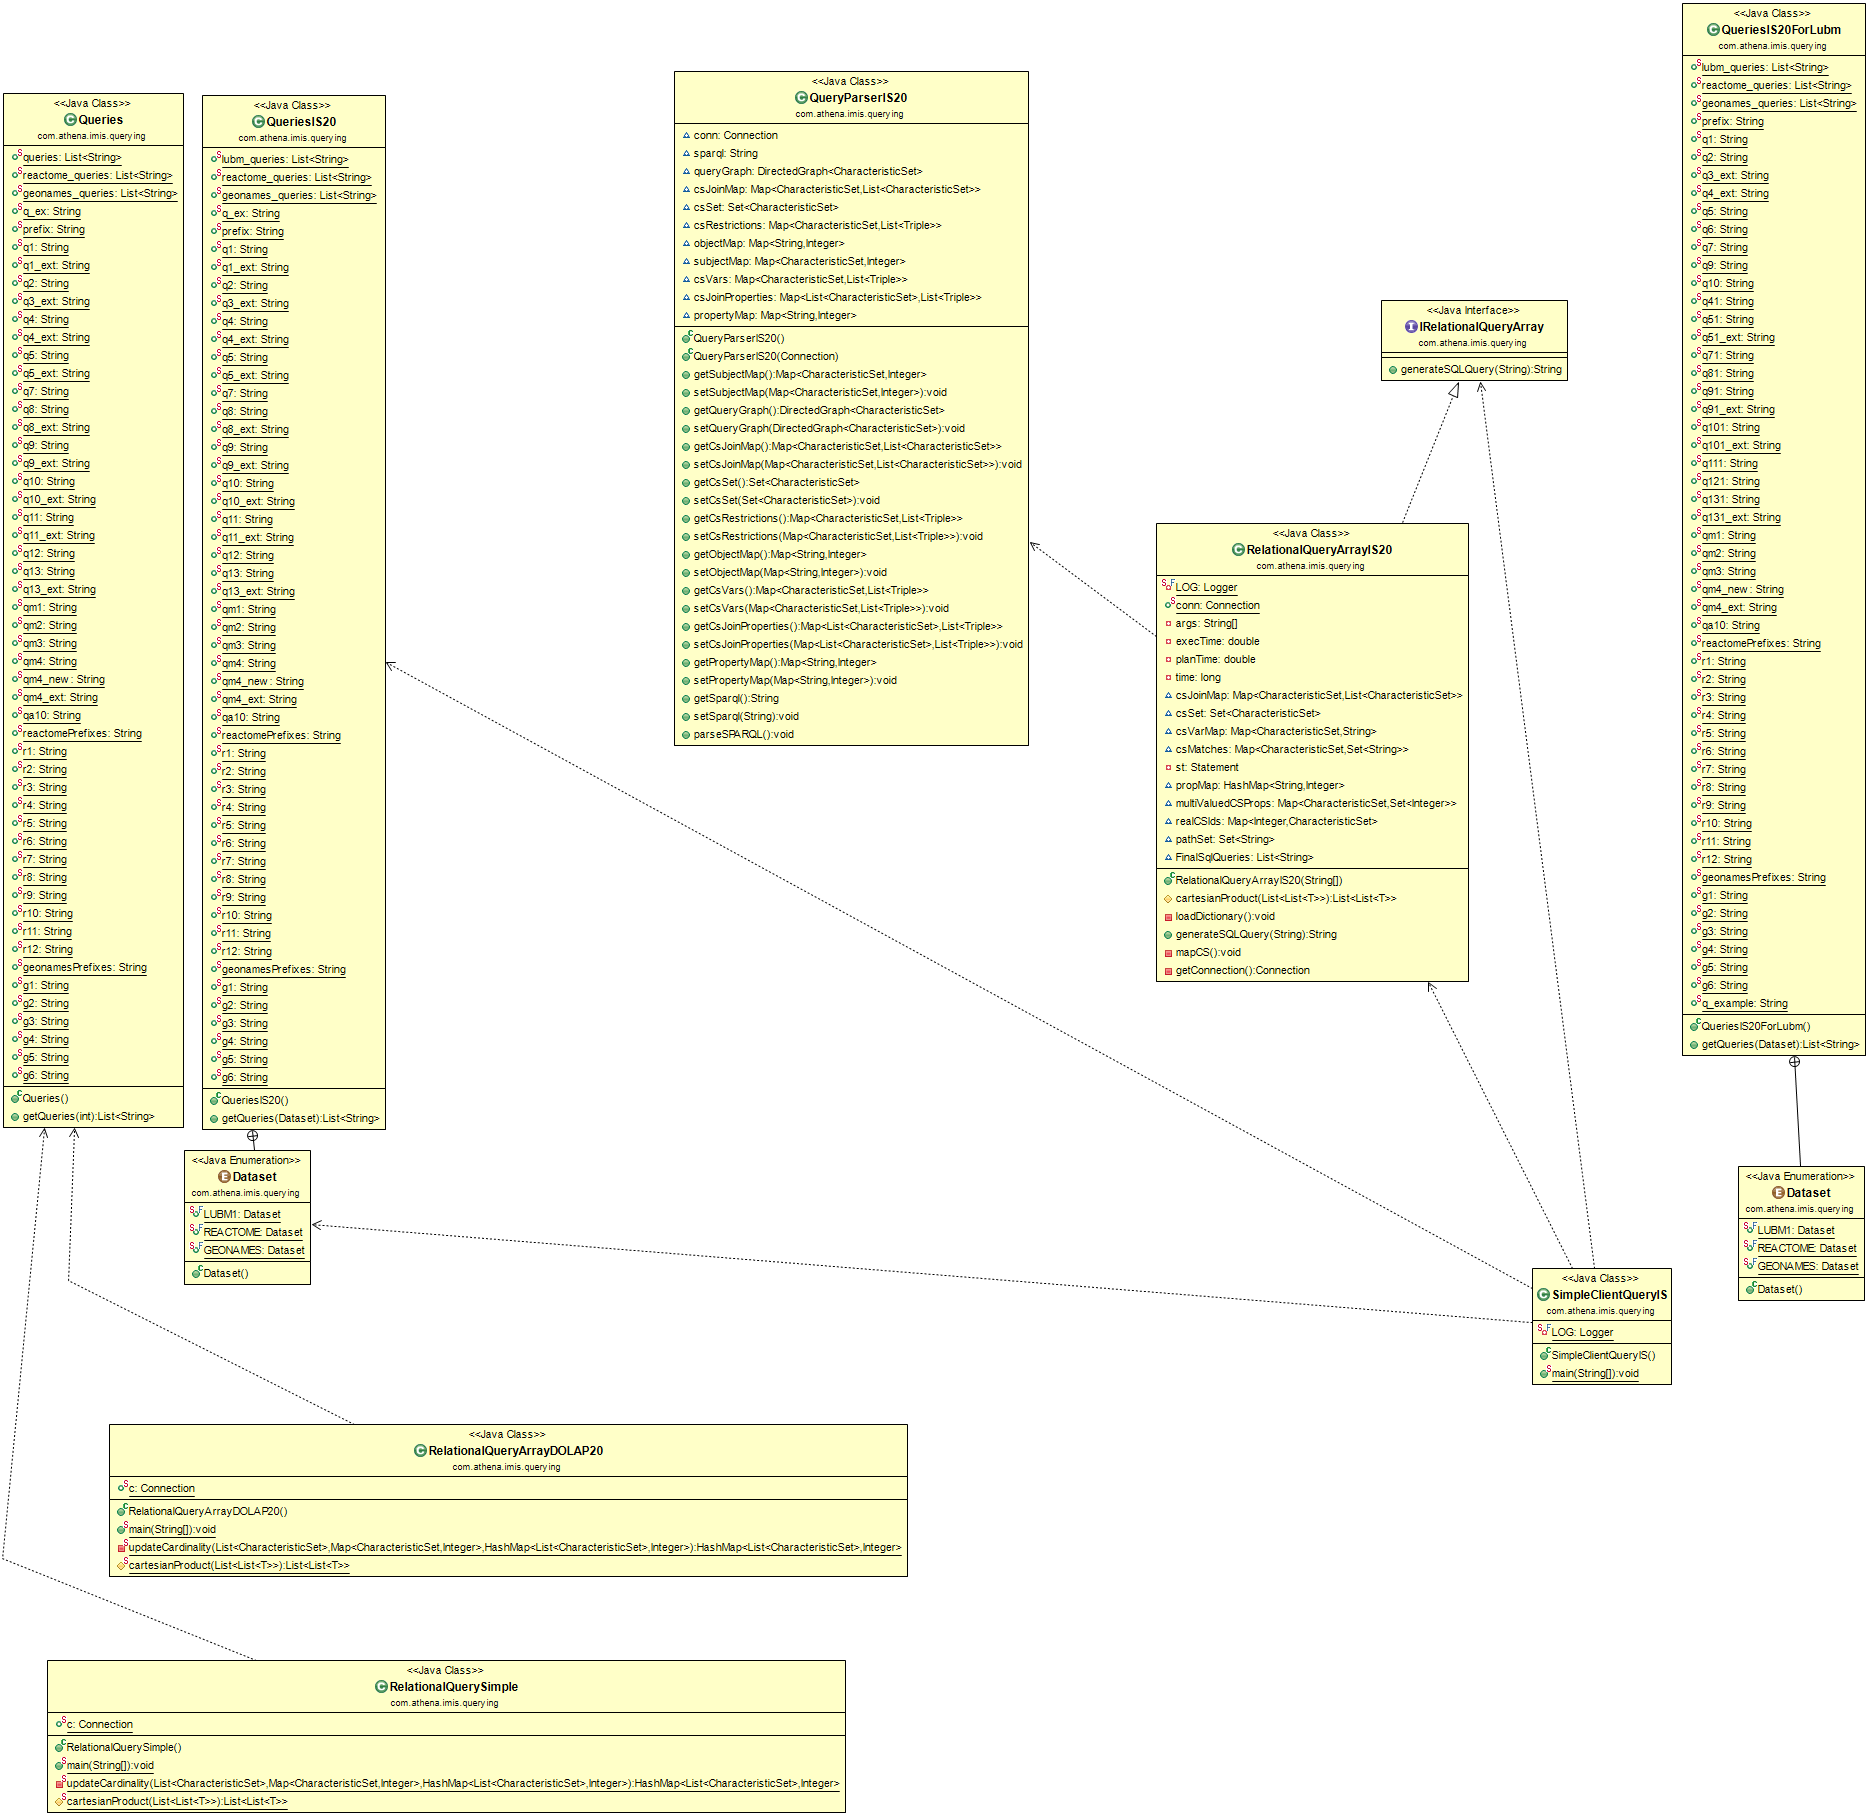 <<Java Class>>
Queries
com.athena.imis.querying
queries: List<String>
reactome_queries: List<String>
geonames_queries: List<String>
q_ex: String
prefix: String
q1: String
q1_ext: String
q2: String
q3_ext: String
q4: String
q4_ext: String
q5: String
q5_ext: String
q7: String
q8: String
q8_ext: String
q9: String
q9_ext: String
q10: String
q10_ext: String
q11: String
q11_ext: String
q12: String
q13: String
q13_ext: String
qm1: String
qm2: String
qm3: String
qm4: String
qm4_new : String
qm4_ext: String
qa10: String
reactomePrefixes: String
r1: String
r2: String
r3: String
r4: String
r5: String
r6: String
r7: String
r8: String
r9: String
r10: String
r11: String
r12: String
geonamesPrefixes: String
g1: String
g2: String
g3: String
g4: String
g5: String
g6: String
Queries()
getQueries(int):List<String>
<<Java Class>>
QueriesIS20
com.athena.imis.querying
lubm_queries: List<String>
reactome_queries: List<String>
geonames_queries: List<String>
q_ex: String
prefix: String
q1: String
q1_ext: String
q2: String
q3_ext: String
q4: String
q4_ext: String
q5: String
q5_ext: String
q7: String
q8: String
q8_ext: String
q9: String
q9_ext: String
q10: String
q10_ext: String
q11: String
q11_ext: String
q12: String
q13: String
q13_ext: String
qm1: String
qm2: String
qm3: String
qm4: String
qm4_new : String
qm4_ext: String
qa10: String
reactomePrefixes: String
r1: String
r2: String
r3: String
r4: String
r5: String
r6: String
r7: String
r8: String
r9: String
r10: String
r11: String
r12: String
geonamesPrefixes: String
g1: String
g2: String
g3: String
g4: String
g5: String
g6: String
QueriesIS20()
getQueries(Dataset):List<String>
<<Java Enumeration>>
Dataset
com.athena.imis.querying
LUBM1: Dataset
REACTOME: Dataset
GEONAMES: Dataset
Dataset()
<<Java Class>>
QueryParserIS20
com.athena.imis.querying
conn: Connection
sparql: String
queryGraph: DirectedGraph<CharacteristicSet>
csJoinMap: Map<CharacteristicSet,List<CharacteristicSet>>
csSet: Set<CharacteristicSet>
csRestrictions: Map<CharacteristicSet,List<Triple>>
objectMap: Map<String,Integer>
subjectMap: Map<CharacteristicSet,Integer>
csVars: Map<CharacteristicSet,List<Triple>>
csJoinProperties: Map<List<CharacteristicSet>,List<Triple>>
propertyMap: Map<String,Integer>
QueryParserIS20()
QueryParserIS20(Connection)
getSubjectMap():Map<CharacteristicSet,Integer>
setSubjectMap(Map<CharacteristicSet,Integer>):void
getQueryGraph():DirectedGraph<CharacteristicSet>
setQueryGraph(DirectedGraph<CharacteristicSet>):void
getCsJoinMap():Map<CharacteristicSet,List<CharacteristicSet>>
setCsJoinMap(Map<CharacteristicSet,List<CharacteristicSet>>):void
getCsSet():Set<CharacteristicSet>
setCsSet(Set<CharacteristicSet>):void
getCsRestrictions():Map<CharacteristicSet,List<Triple>>
setCsRestrictions(Map<CharacteristicSet,List<Triple>>):void
getObjectMap():Map<String,Integer>
setObjectMap(Map<String,Integer>):void
getCsVars():Map<CharacteristicSet,List<Triple>>
setCsVars(Map<CharacteristicSet,List<Triple>>):void
getCsJoinProperties():Map<List<CharacteristicSet>,List<Triple>>
setCsJoinProperties(Map<List<CharacteristicSet>,List<Triple>>):void
getPropertyMap():Map<String,Integer>
setPropertyMap(Map<String,Integer>):void
getSparql():String
setSparql(String):void
parseSPARQL():void
<<Java Interface>>
IRelationalQueryArray
com.athena.imis.querying
generateSQLQuery(String):String
<<Java Class>>
RelationalQueryArrayIS20
com.athena.imis.querying
LOG: Logger
conn: Connection
args: String[]
execTime: double
planTime: double
time: long
csJoinMap: Map<CharacteristicSet,List<CharacteristicSet>>
csSet: Set<CharacteristicSet>
csVarMap: Map<CharacteristicSet,String>
csMatches: Map<CharacteristicSet,Set<String>>
st: Statement
propMap: HashMap<String,Integer>
multiValuedCSProps: Map<CharacteristicSet,Set<Integer>>
realCSIds: Map<Integer,CharacteristicSet>
pathSet: Set<String>
FinalSqlQueries: List<String>
RelationalQueryArrayIS20(String[])
cartesianProduct(List<List<T>>):List<List<T>>
loadDictionary():void
generateSQLQuery(String):String
mapCS():void
getConnection():Connection
<<Java Class>>
QueriesIS20ForLubm
com.athena.imis.querying
lubm_queries: List<String>
reactome_queries: List<String>
geonames_queries: List<String>
prefix: String
q1: String
q2: String
q3_ext: String
q4_ext: String
q5: String
q6: String
q7: String
q9: String
q10: String
q41: String
q51: String
q51_ext: String
q71: String
q81: String
q91: String
q91_ext: String
q101: String
q101_ext: String
q111: String
q121: String
q131: String
q131_ext: String
qm1: String
qm2: String
qm3: String
qm4_new : String
qm4_ext: String
qa10: String
reactomePrefixes: String
r1: String
r2: String
r3: String
r4: String
r5: String
r6: String
r7: String
r8: String
r9: String
r10: String
r11: String
r12: String
geonamesPrefixes: String
g1: String
g2: String
g3: String
g4: String
g5: String
g6: String
q_example: String
QueriesIS20ForLubm()
getQueries(Dataset):List<String>
<<Java Enumeration>>
Dataset
com.athena.imis.querying
LUBM1: Dataset
REACTOME: Dataset
GEONAMES: Dataset
Dataset()
<<Java Class>>
SimpleClientQueryIS
com.athena.imis.querying
LOG: Logger
SimpleClientQueryIS()
main(String[]):void
<<Java Class>>
RelationalQueryArrayDOLAP20
com.athena.imis.querying
c: Connection
RelationalQueryArrayDOLAP20()
main(String[]):void
updateCardinality(List<CharacteristicSet>,Map<CharacteristicSet,Integer>,HashMap<List<CharacteristicSet>,Integer>):HashMap<List<CharacteristicSet>,Integer>
cartesianProduct(List<List<T>>):List<List<T>>
<<Java Class>>
RelationalQuerySimple
com.athena.imis.querying
c: Connection
RelationalQuerySimple()
main(String[]):void
updateCardinality(List<CharacteristicSet>,Map<CharacteristicSet,Integer>,HashMap<List<CharacteristicSet>,Integer>):HashMap<List<CharacteristicSet>,Integer>
cartesianProduct(List<List<T>>):List<List<T>>